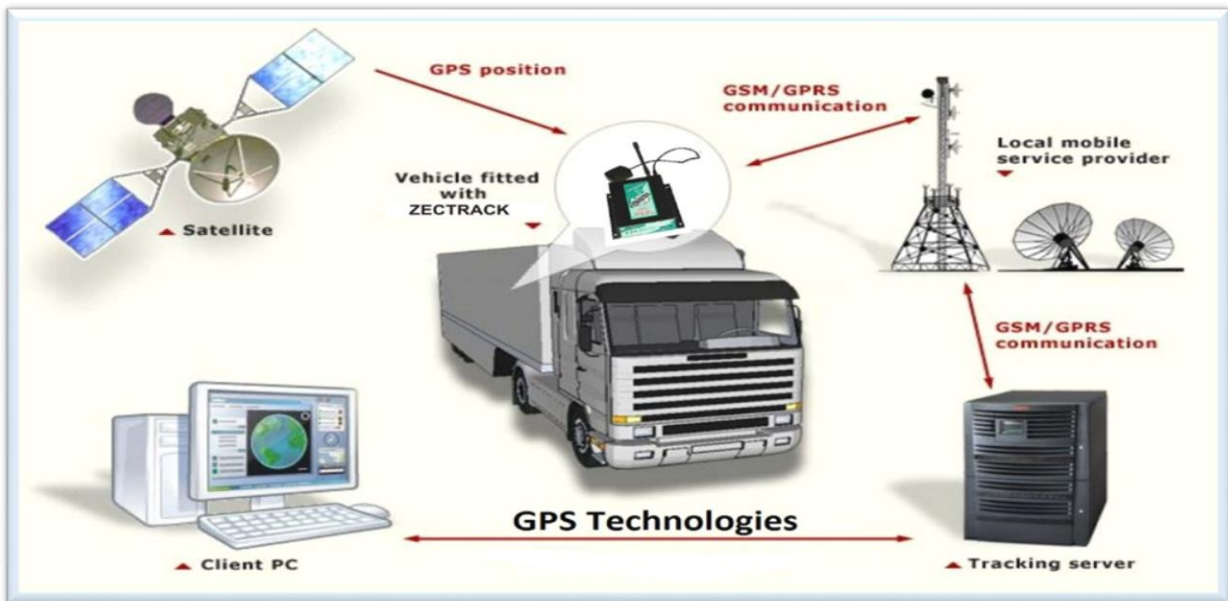 GPS position
GSM/GPRS
communication
Local mobile
service provider
Vehicle fitted
with
ZECTRACK
Satellite
GSM/GPRS
communication
GPS Technologies
Client PC
Tracking server